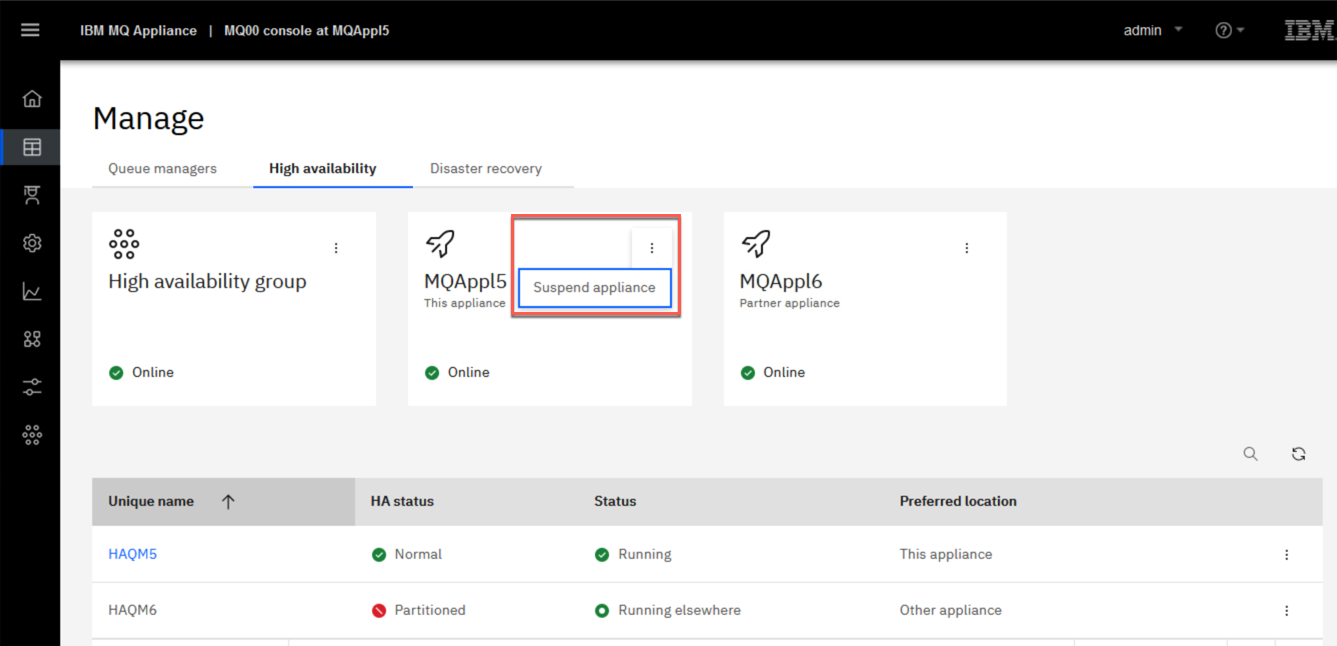 IBM MQ Appliance | MQ00 console at MQAppl5
admin
IBM
Manage
Queue managers High availability Disaster recovery
High availability group
Online
MQAppl5
This appliance
Suspend appliance
Online
MQAppl6
Partner appliance
Online
Unique name HA status Status Preferred location
HAQM5 Normal Running This appliance
HAQM6 Partitioned Running elsewhere Other appliance